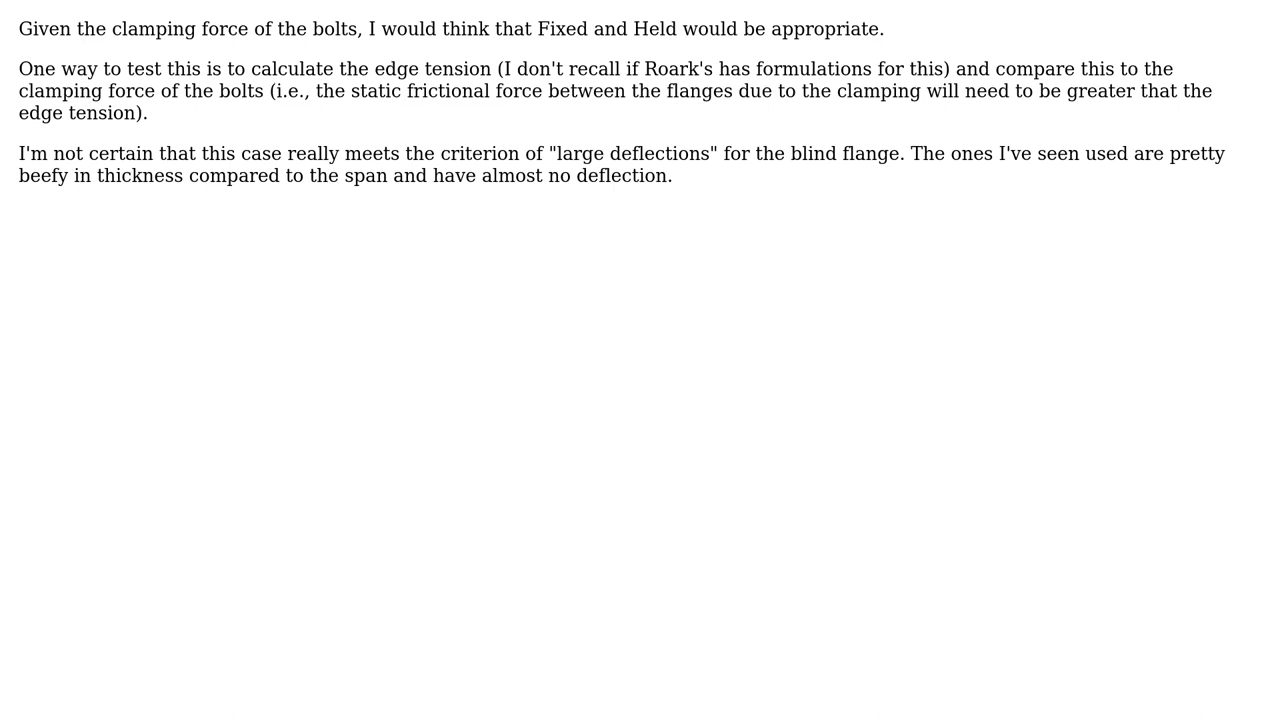 Given the clamping force of the bolts, I would think that Fixed and Held would be appropriate.
One way to test this is to calculate the edge tension (I don't recall if Roark's has formulations for this) and compare this to the
clamping force of the bolts (i.e., the static frictional force between the flanges due to the clamping will need to be greater that the
edge tension).
I'm not certain that this case really meets the criterion of "large deflections" for the blind flange. The ones I've seen used are pretty
beefy in thickness compared to the span and have almost no deflection.